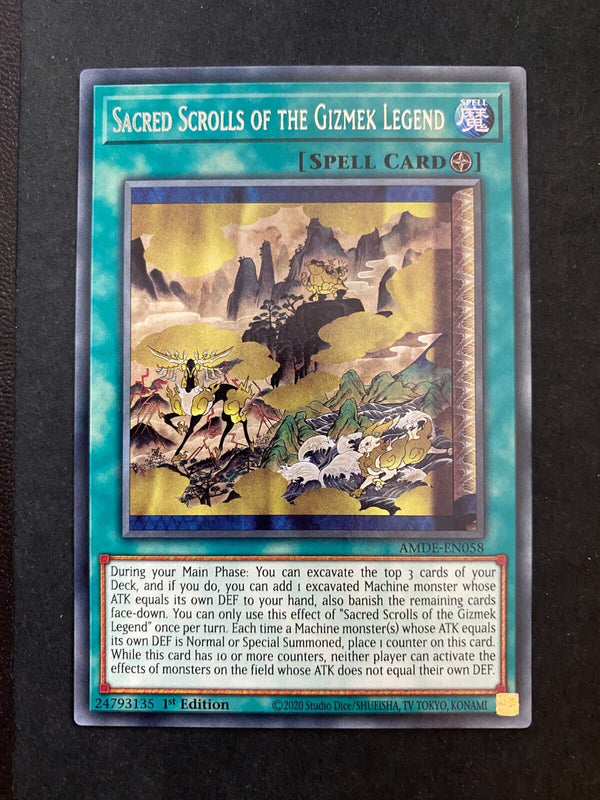 Sacred Scrolls of the Gizmek Legend
SPELL
魔
[Spell Card]
AMDE-EN058
During your Main Phase: You can excavate the top 3 cards of your
Deck, and if you do, you can add 1 excavated Machine monster whose
ATK equals its own DEF to your hand, also banish the remaining cards
face-down. You can only use this effect of "Sacred Scrolls of the Gizmek
Legend" once per turn. Each time a Machine monster(s) whose ATK equals
its own DEF is Normal or Special Summoned, place 1 counter on this card.
While this card has 10 or more counters, neither player can activate the
effects of monsters on the field whose ATK does not equal their own DEF.
24793135 1st Edition ©2020 Studio Dice/SHUEISHA, TV TOKYO, KONAMI